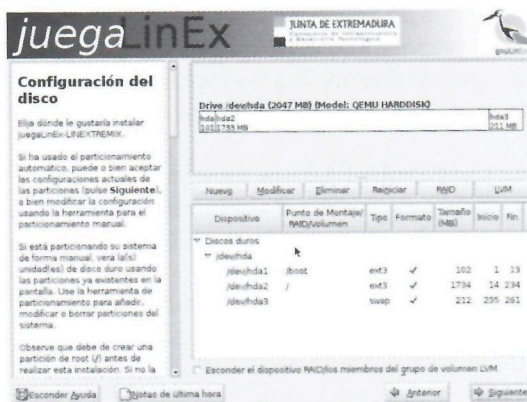 juegaLinEx
JUNTA DE EXTREMADURA
Configuración del
disco
Elija dónde le gustaría instalar
juegaLinEx-LINEXTREMIX.
Si ha usado el particionamiento
automático, puede o bien aceptar
las configuraciones actuales de
las particiones (pulse Siguiente),
o bien modificar la configuración
usando la herramienta para el
particionamiento manual.
Si está particionando su sistema
de forma manual, verá la(s)
unidad(es) de disco duro usando
las particiones ya existentes en la
pantalla. Use la herramienta de
particionamiento para añadir,
modificar o borrar particiones del
sistema.
Observe que debe de crear una
partición de root (/) antes de
realizar esta instalación. Si no la
Drive /dev/hda (2047 MB) (Model: QEMU HARDDISK)
hda hda2 hda3
101 1733 MB 211 MB
Nuevo Modificar Eliminar Reiniciar RAID LVM
Dispositivo Punto de Montaje/ RAID/Volumen Tipo Formato Tamaño (MB) Inicio Fin
Discos duros
/dev/hda
/dev/hda1 /boot ext3 ✓ 102 1 13
/dev/hda2 / ext3 ✓ 1734 14 234
/dev/hda3 swap ✓ 212 235 261
Esconder el dispositivo RAID/los miembros del grupo de volumen LVM
Esconder Ayuda Notas de última hora Anterior Siguiente